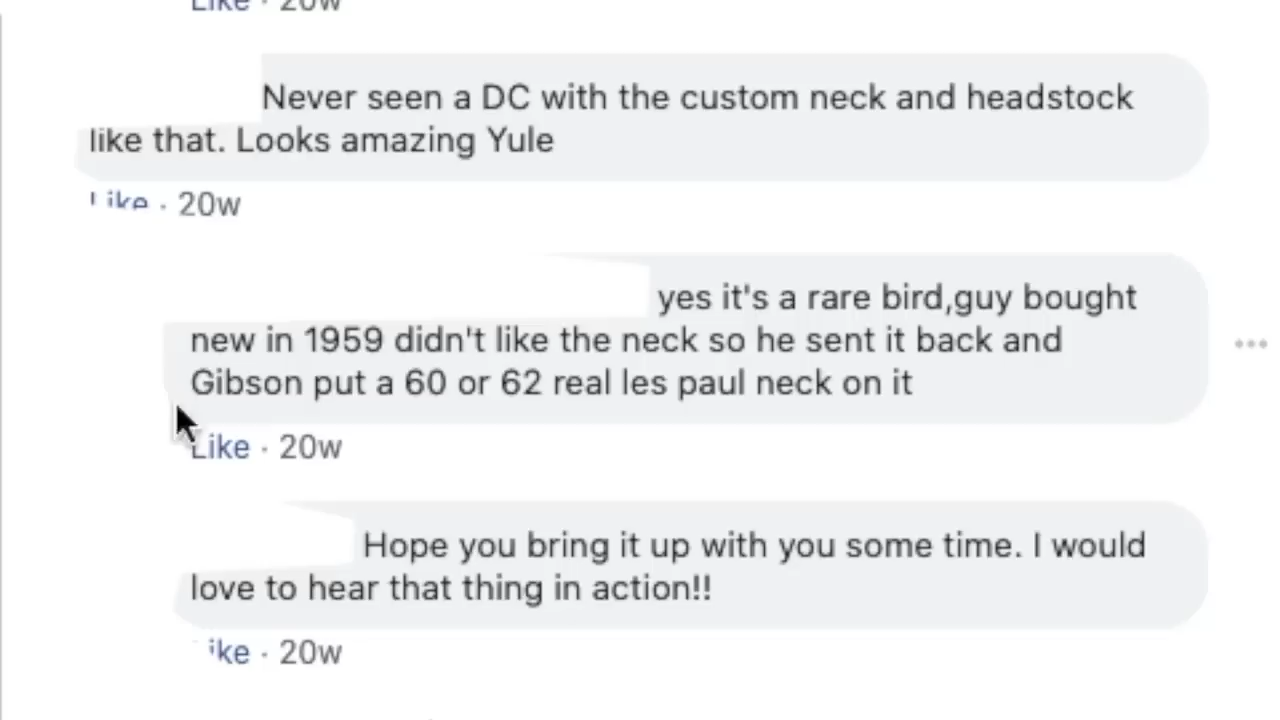 Like · 20w
Never seen a DC with the custom neck and headstock
like that. Looks amazing Yule
Like · 20w
yes it's a rare bird,guy bought
new in 1959 didn't like the neck so he sent it back and
Gibson put a 60 or 62 real les paul neck on it
Like · 20w
Hope you bring it up with you some time. I would
love to hear that thing in action!!
Like · 20w